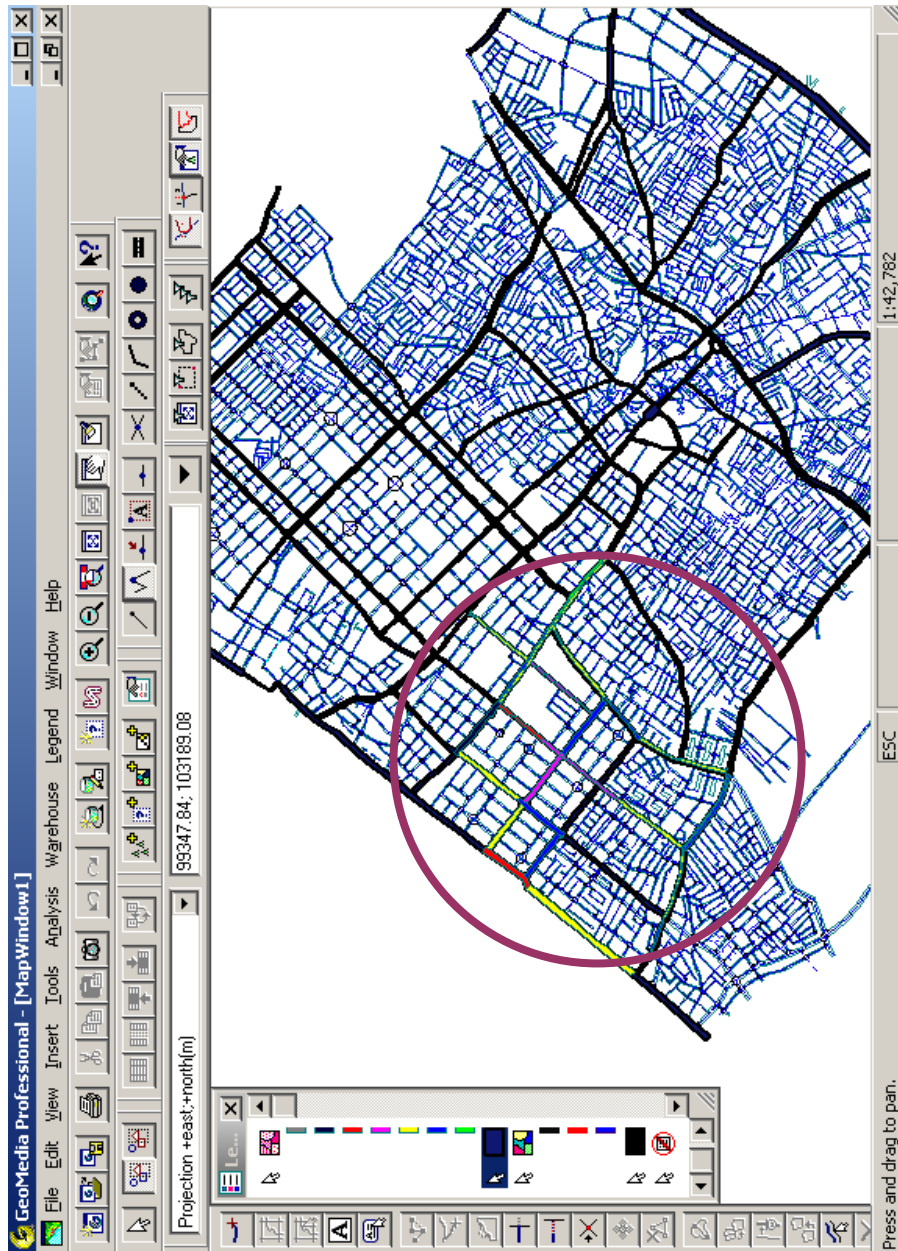 GeoMedia Professional - [MapWindow1]
File Edit View Insert Tools Analysis Warehouse Legend Window Help
Projection +east;+north(m)
99347.84; 103189.08
Le...
A
A
Press and drag to pan.
ESC
1:42,782